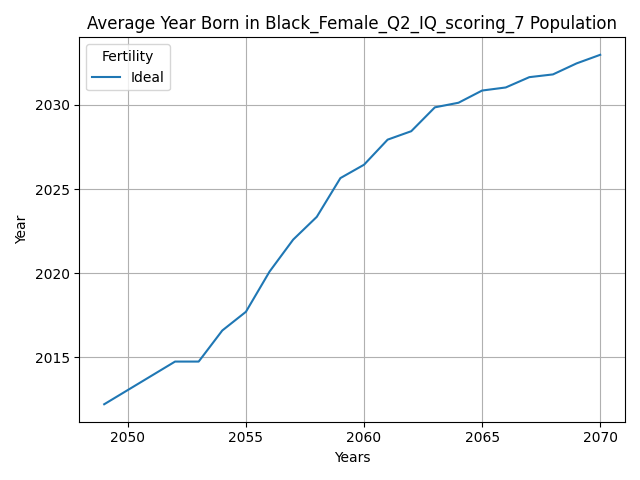 Average Year Born in Black_Female_Q2_IQ_scoring_7 Population
Fertility
Ideal
Year
2030
2025
2020
2015
2050 2055 2060 2065 2070
Years